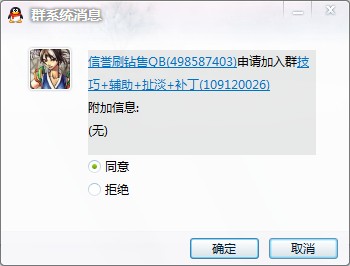 群系统消息
信誉刷钻售QB(498587403)申请加入群技
巧+辅助+扯淡+补丁(109120026)
附加信息:
(无)
同意
拒绝
确定 取消